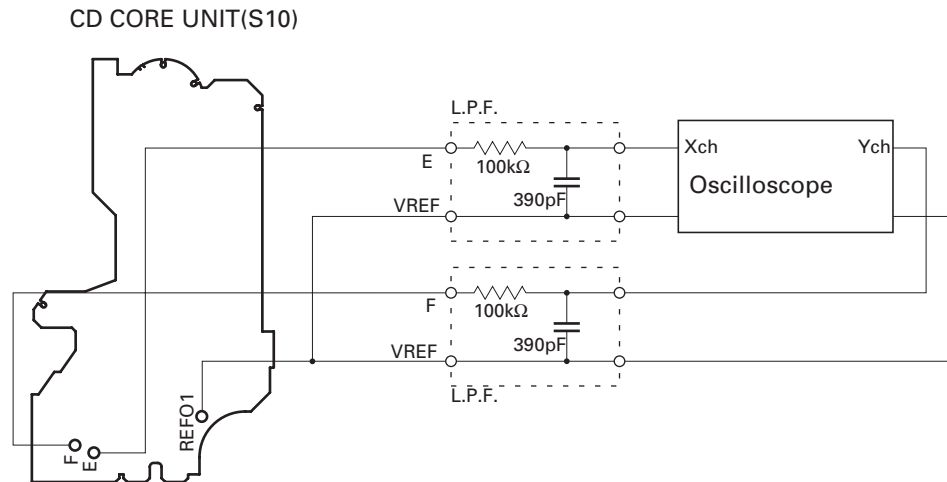 CD CORE UNIT(S10)
L.P.F.
E
100kΩ
390pF
VREF
Xch
Ych
Oscilloscope
F
100kΩ
390pF
VREF
L.P.F.
REFO1
F
E